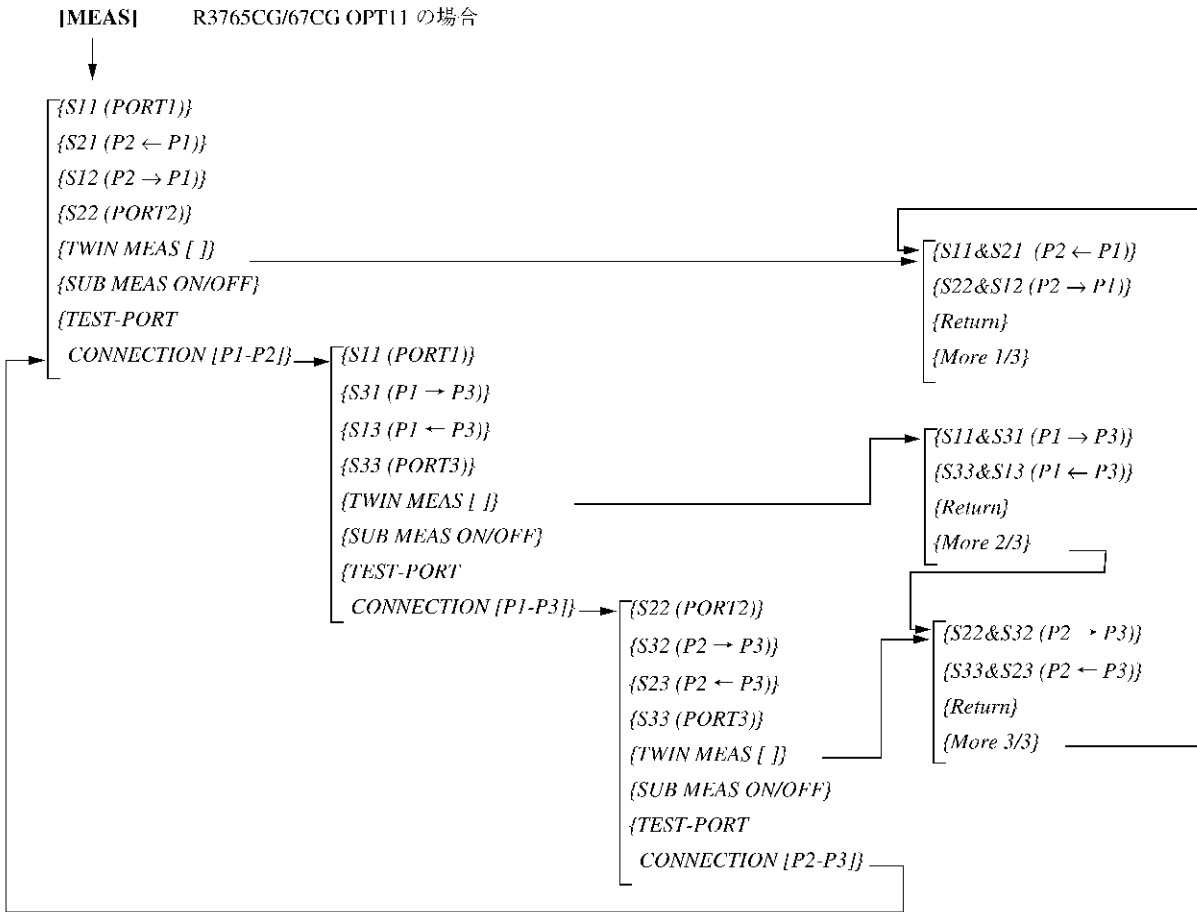 [MEAS] R3765CG/67CG OPT11 の場合
{S11 (PORT1)}
{S21 (P2 ← P1)}
{S12 (P2 → P1)}
{S22 (PORT2)}
{TWIN MEAS [ ]}
{SUB MEAS ON/OFF}
{TEST-PORT
CONNECTION [P1-P2]}
{S11 (PORT1)}
{S31 (P1 → P3)}
{S13 (P1 ← P3)}
{S33 (PORT3)}
{TWIN MEAS [ ]}
{SUB MEAS ON/OFF}
{TEST-PORT
CONNECTION [P1-P3]}
{S22 (PORT2)}
{S32 (P2 → P3)}
{S23 (P2 ← P3)}
{S33 (PORT3)}
{TWIN MEAS [ ]}
{SUB MEAS ON/OFF}
{TEST-PORT
CONNECTION [P2-P3]}
{S11&S21 (P2 ← P1)}
{S22&S12 (P2 → P1)}
{Return}
{More 1/3}
{S11&S31 (P1 → P3)}
{S33&S13 (P1 ← P3)}
{Return}
{More 2/3}
{S22&S32 (P2 → P3)}
{S33&S23 (P2 ← P3)}
{Return}
{More 3/3}